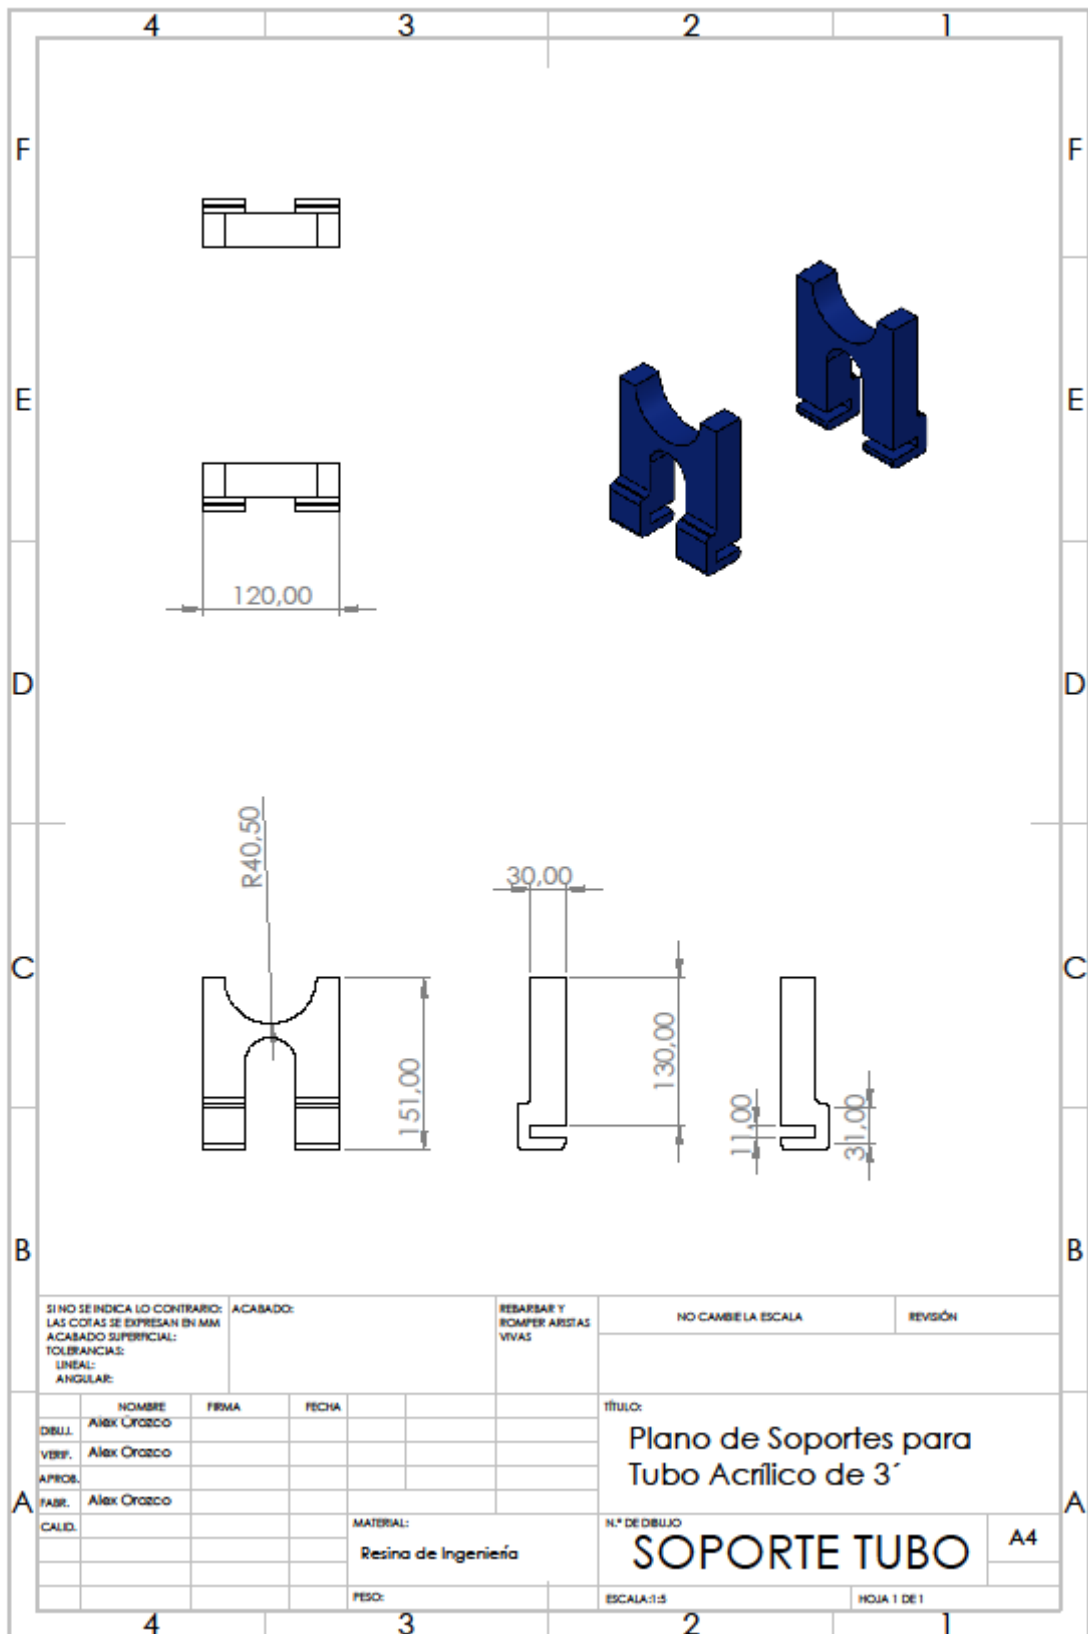 4 3 2 1
F F
E E
120,00
D D
R40,50
30,00
C C
151,00
130,00
11,00
31,00
B B
SI NO SE INDICA LO CONTRARIO:
LAS COTAS SE EXPRESAN EN MM
ACABADO SUPERFICIAL:
TOLERANCIAS:
LINEAL:
ANGULAR:
ACABADO:
REBARBAR Y
ROMPER ARISTAS
VIVAS
NO CAMBIE LA ESCALA
REVISIÓN
NOMBRE FIRMA FECHA
DIBUJ. Alex Orozco
VERIF. Alex Orozco
APROB.
FABR. Alex Orozco
CALID.
TÍTULO:
Plano de Soportes para
Tubo Acrílico de 3´
A A
MATERIAL:
Resina de Ingeniería
N.º DE DIBUJO
SOPORTE TUBO
A4
PESO:
ESCALA:1:5
HOJA 1 DE 1
4 3 2 1